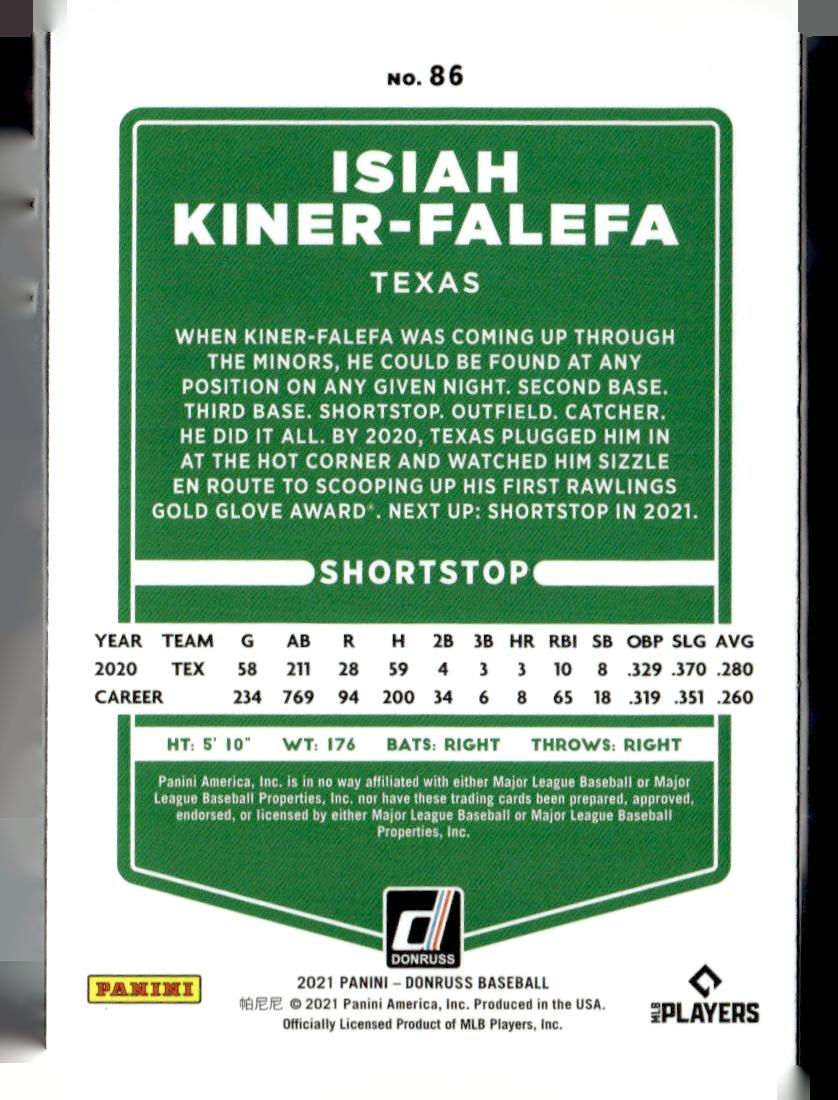 NO. 86
ISIAH
KINER-FALEFA
TEXAS
WHEN KINER-FALEFA WAS COMING UP THROUGH
THE MINORS, HE COULD BE FOUND AT ANY
POSITION ON ANY GIVEN NIGHT. SECOND BASE.
THIRD BASE. SHORTSTOP. OUTFIELD. CATCHER.
HE DID IT ALL. BY 2020, TEXAS PLUGGED HIM IN
AT THE HOT CORNER AND WATCHED HIM SIZZLE
EN ROUTE TO SCOOPING UP HIS FIRST RAWLINGS
GOLD GLOVE AWARD®. NEXT UP: SHORTSTOP IN 2021.
SHORTSTOP
YEAR TEAM G AB R H 2B 3B HR RBI SB OBP SLG AVG
2020 TEX 58 211 28 59 4 3 3 10 8 .329 .370 .280
CAREER 234 769 94 200 34 6 8 65 18 .319 .351 .260
HT: 5' 10" WT: 176 BATS: RIGHT THROWS: RIGHT
Panini America, Inc. is in no way affiliated with either Major League Baseball or Major
League Baseball Properties, Inc. nor have these trading cards been prepared, approved,
endorsed, or licensed by either Major League Baseball or Major League Baseball
Properties, Inc.
d
DONRUSS
PANINI
2021 PANINI – DONRUSS BASEBALL
帕尼尼 © 2021 Panini America, Inc. Produced in the USA.
Officially Licensed Product of MLB Players, Inc.
MLB PLAYERS